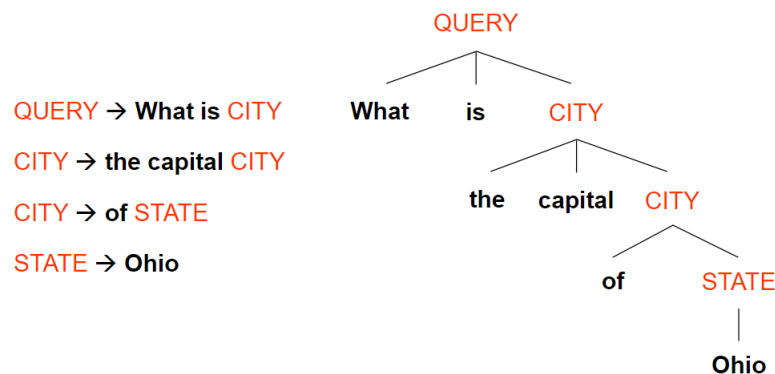 QUERY
QUERY → What is CITY
What is CITY
CITY → the capital CITY
the capital CITY
CITY → of STATE
of STATE
STATE → Ohio
Ohio